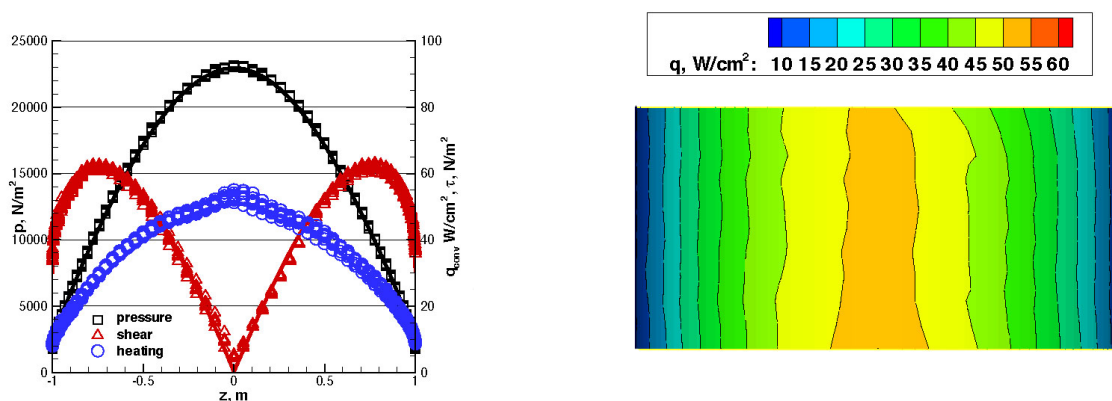 25000
20000
15000
10000
5000
0
p, N/m²
100
80
60
40
20
0
q_conv W/cm², τ, N/m²
pressure
shear
heating
-1 -0.5 0 0.5 1
z, m
q, W/cm²: 10 15 20 25 30 35 40 45 50 55 60